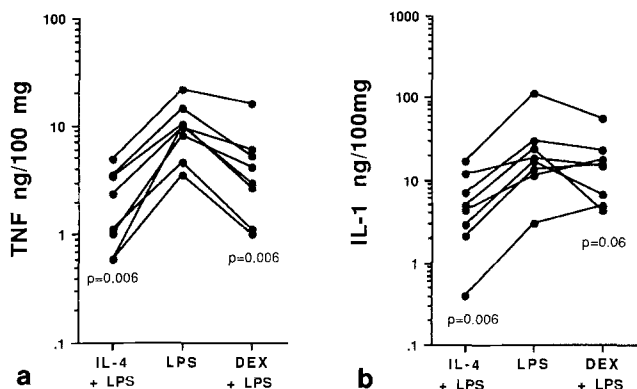 100
10
1
.1
TNF ng/100 mg
p=0.006
p=0.006
IL-4 + LPS
LPS
DEX + LPS
a
1000
100
10
1
.1
IL-1 ng/100mg
p=0.006
p=0.06
IL-4 + LPS
LPS
DEX + LPS
b